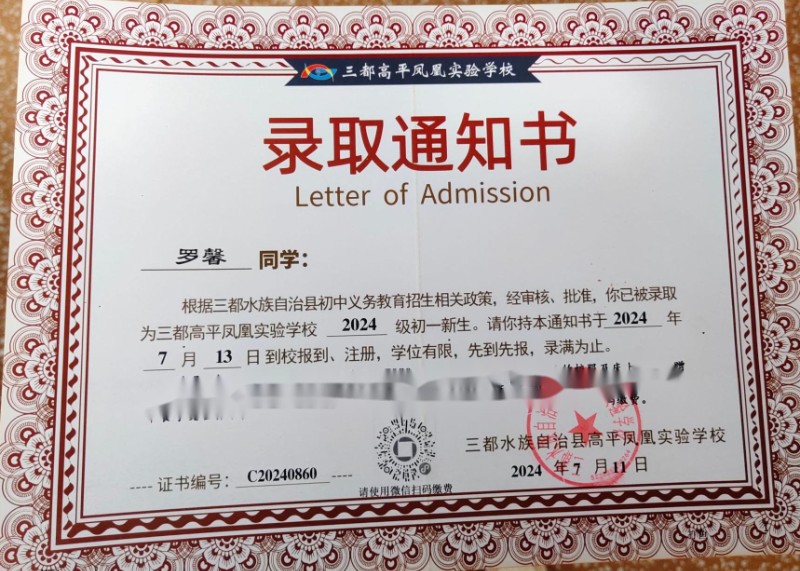 三都高平凤凰实验学校
录取通知书
Letter of Admission
罗馨 同学：
根据三都水族自治县初中义务教育招生相关政策，经审核、批准，你已被录取
为三都高平凤凰实验学校 2024 级初一新生。请你持本通知书于 2024 年
7 月 13 日 到校报到、注册，学位有限，先到先报，录满为止。
缴费。
三都水族自治县高平凤凰实验学校
---- 证书编号： C20240860 ----
2024 年 7 月 11 日
请使用微信扫码缴费